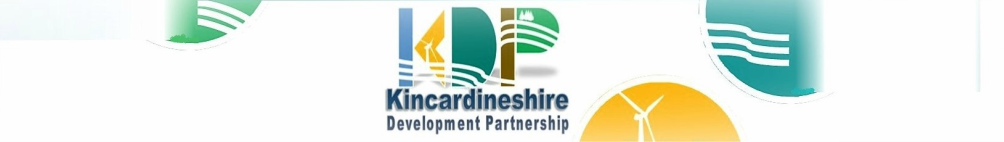 KDP
Kincardineshire
Development Partnership